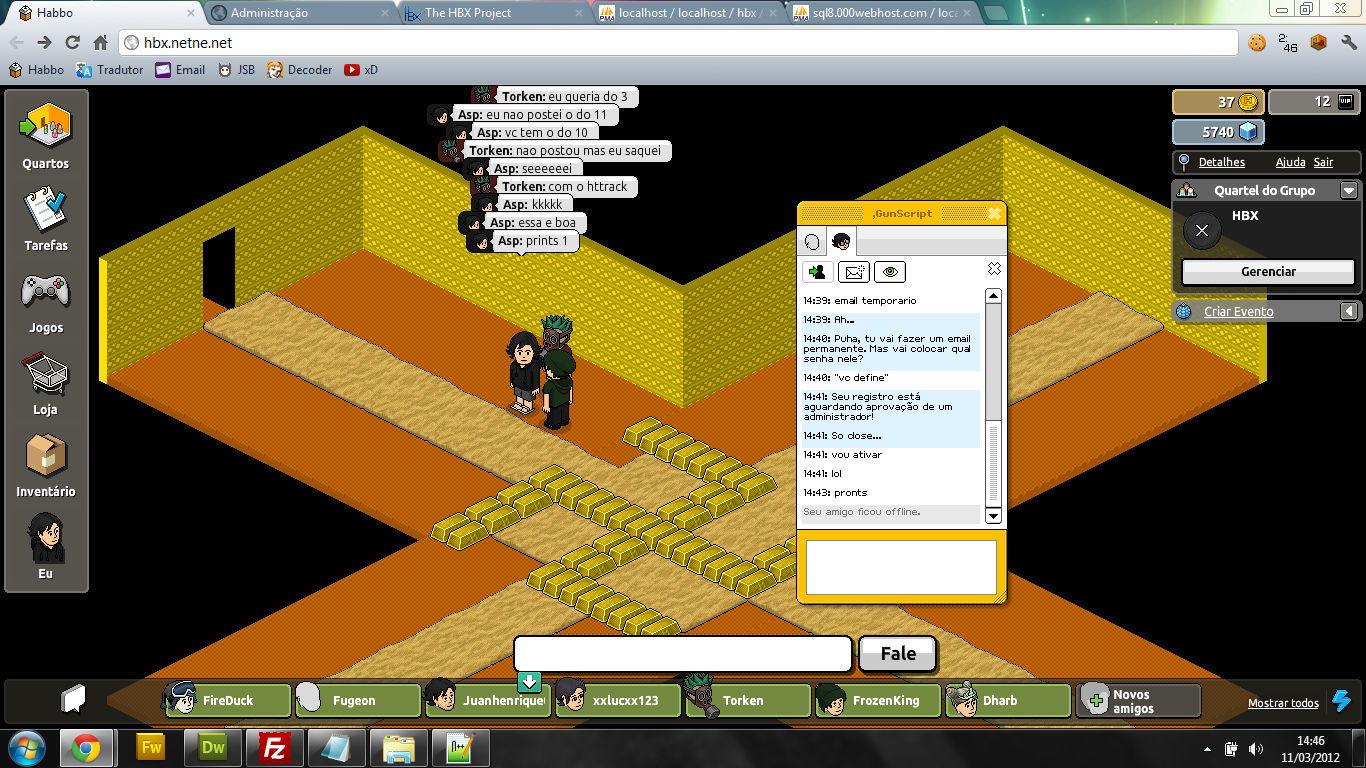 Habbo
Administração
The HBX Project
localhost / localhost / hbx /
sql8.000webhost.com / loca
hbx.netne.net
2:
46
Habbo
Tradutor
Email
JSB
Decoder
xD
Quartos
Tarefas
Jogos
Loja
Inventário
Eu
Torken: eu queria do 3
Asp: eu nao postei o do 11
Asp: vc tem o do 10
Torken: nao postou mas eu saquei
Asp: seeeeeei
Torken: com o httrack
Asp: kkkkk
Asp: essa e boa
Asp: prints 1
,GunScript
14:39: email temporario
14:39: Ah...
14:40: Puha, tu vai fazer um email
permanente. Mas vai colocar qual
senha nele?
14:40: "vc define"
14:41: Seu registro está
aguardando aprovação de um
administrador!
14:41: So close...
14:41: vou ativar
14:41: lol
14:43: pronts
Seu amigo ficou offline.
37
12
VIP
5740
Detalhes
Ajuda
Sair
Quartel do Grupo
HBX
Gerenciar
Criar Evento
Fale
FireDuck
Fugeon
Juanhenrique
xxlucxx123
Torken
FrozenKing
Dharb
Novos
amigos
Mostrar todos
Fw
Dw
Fz
14:46
11/03/2012